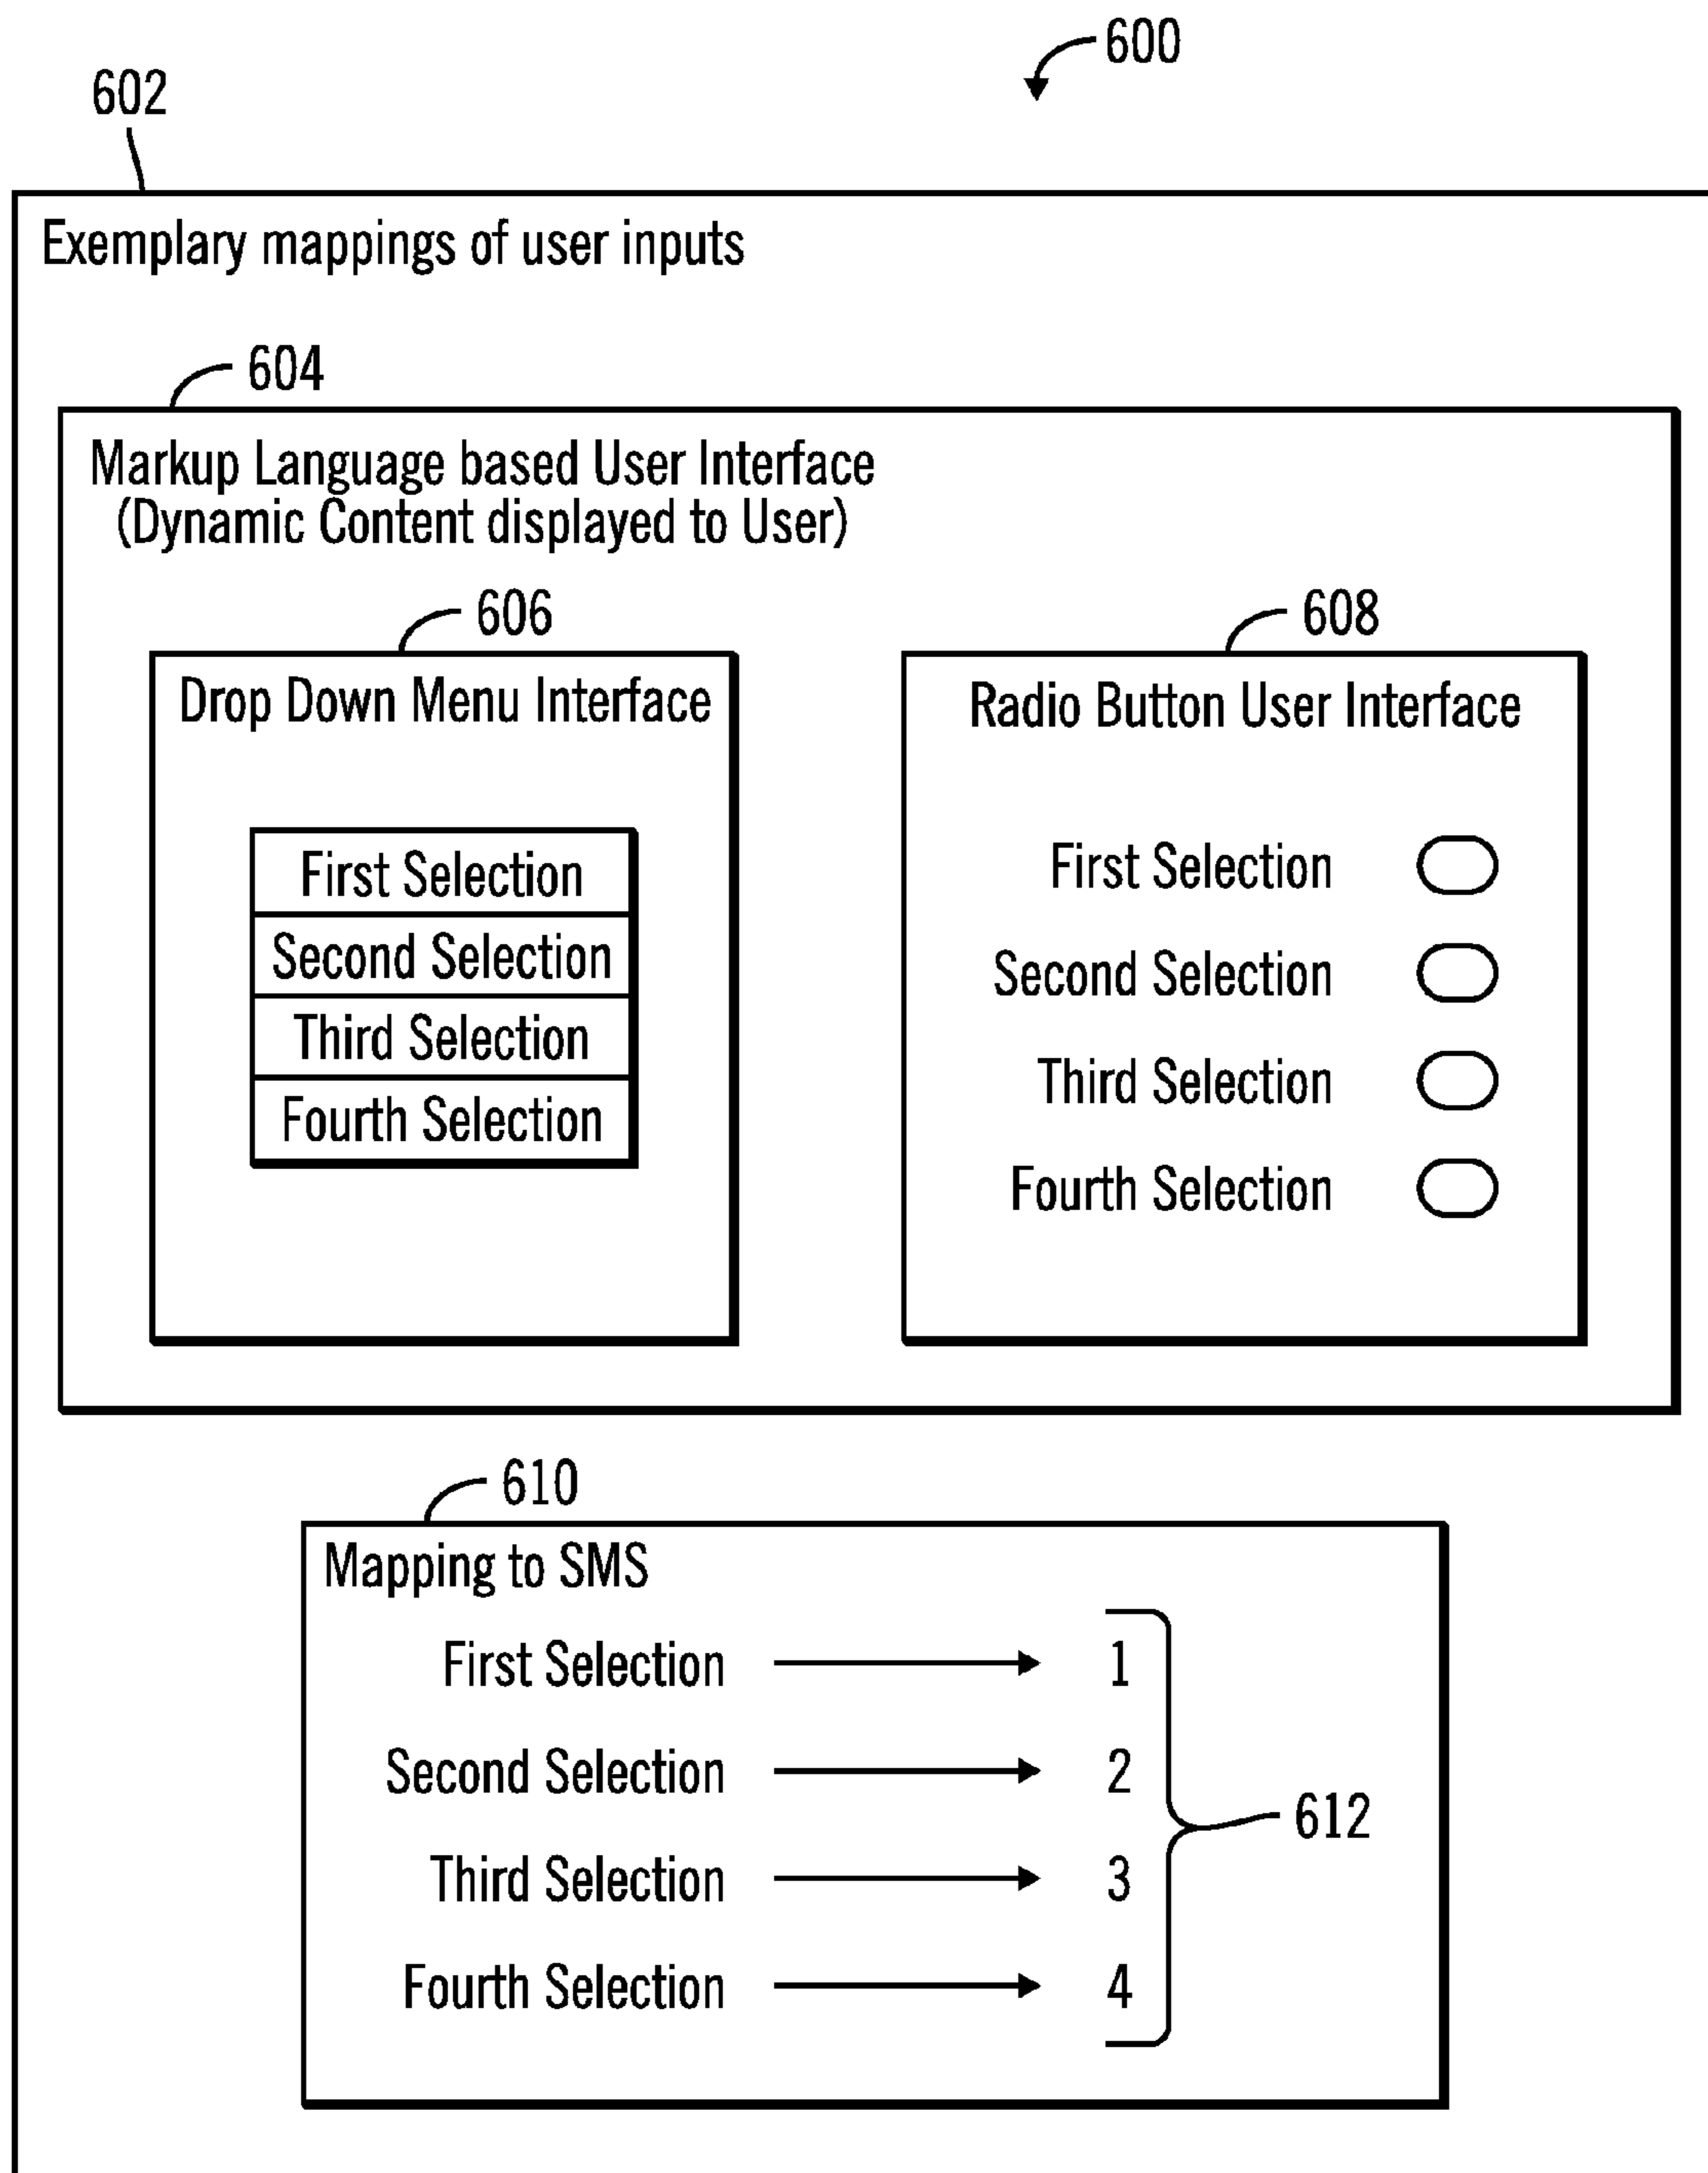 600
602
Exemplary mappings of user inputs
604
Markup Language based User Interface
(Dynamic Content displayed to User)
606
Drop Down Menu Interface
First Selection
Second Selection
Third Selection
Fourth Selection
608
Radio Button User Interface
First Selection
Second Selection
Third Selection
Fourth Selection
610
Mapping to SMS
First Selection 1
Second Selection 2
Third Selection 3
Fourth Selection 4
612